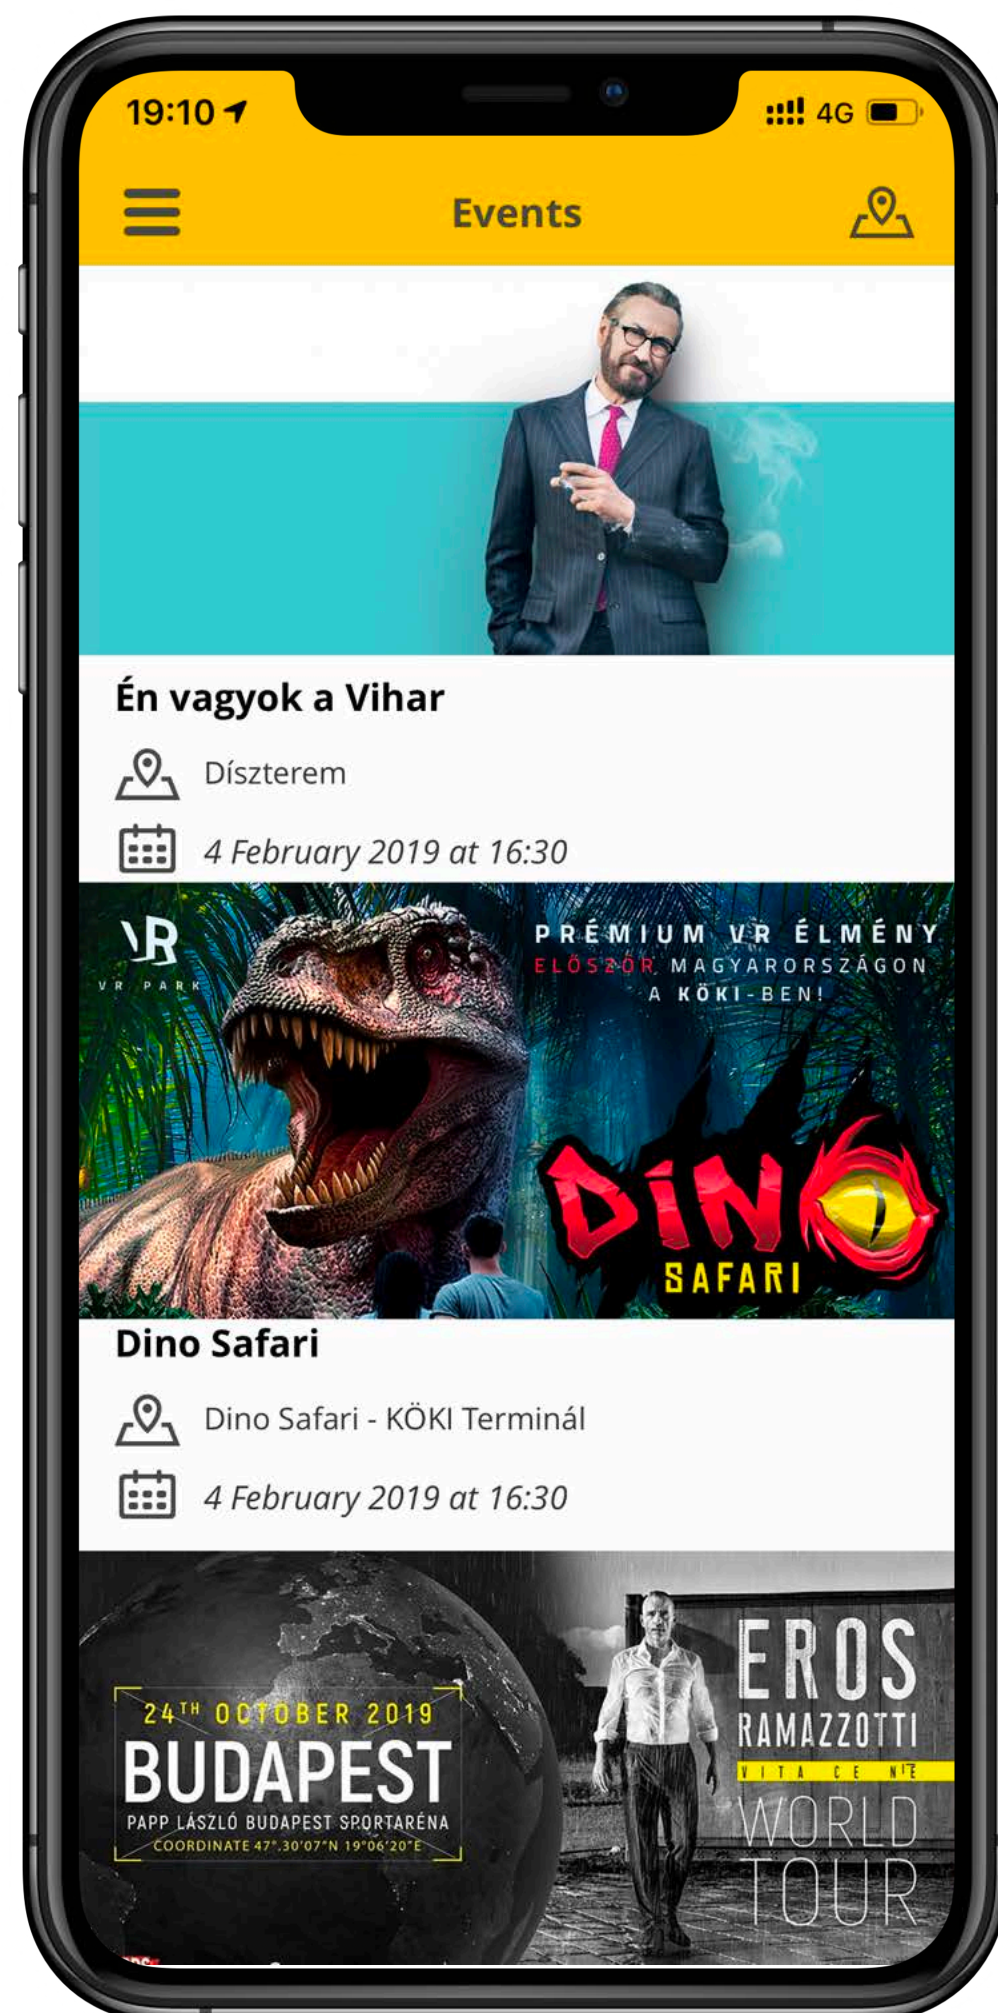 19:10
4G
Events
Én vagyok a Vihar
Díszterem
4 February 2019 at 16:30
VR PARK
PRÉMIUM VR ÉLMÉNY
ELŐSZÖR MAGYARORSZÁGON
A KÖKI-BEN!
DINO
SAFARI
Dino Safari
Dino Safari - KÖKI Terminál
4 February 2019 at 16:30
24TH OCTOBER 2019
BUDAPEST
PAPP LÁSZLÓ BUDAPEST SPORTARÉNA
COORDINATE 47°.30'07"N 19°06'20"E
EROS
RAMAZZOTTI
VITA CE N'È
WORLD
TOUR